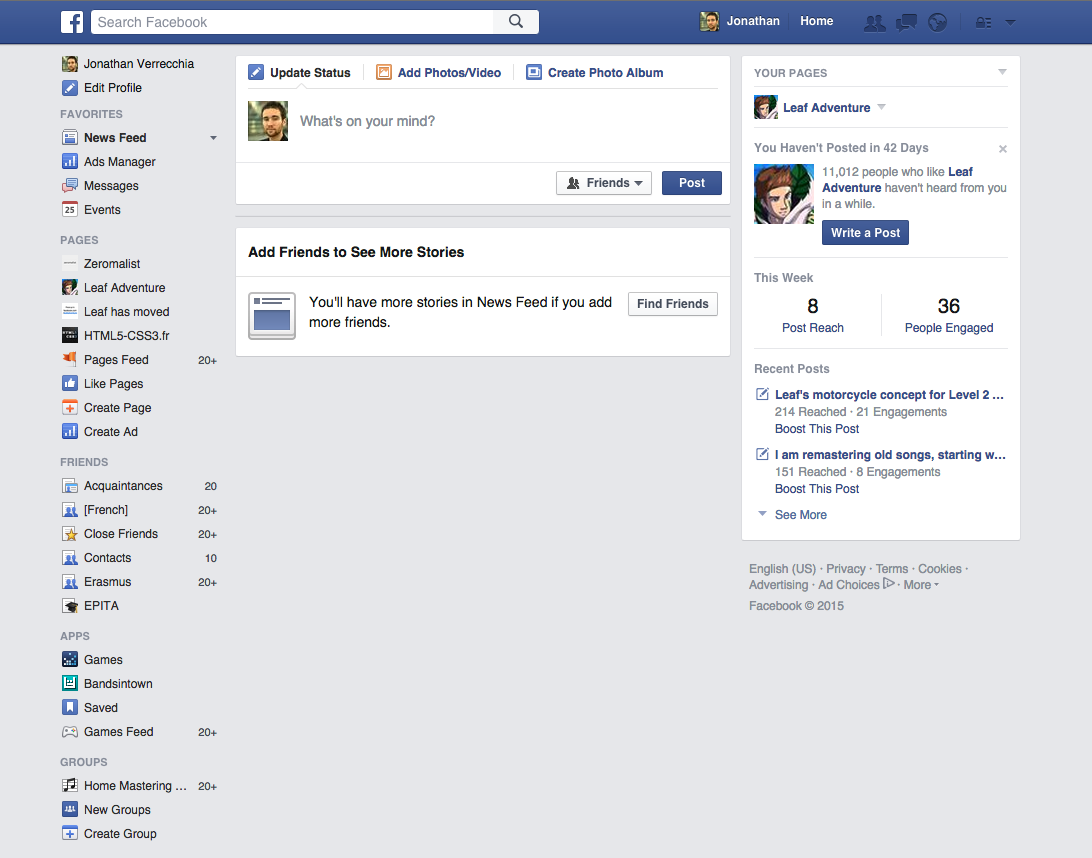 f
Search Facebook
Jonathan
Home
Jonathan Verrecchia
Edit Profile
FAVORITES
News Feed
Ads Manager
Messages
25 Events
PAGES
Zeromalist
Leaf Adventure
Leaf has moved
HTML5-CSS3.fr
Pages Feed 20+
Like Pages
Create Page
Create Ad
FRIENDS
Acquaintances 20
[French] 20+
Close Friends 20+
Contacts 10
Erasmus 20+
EPITA
APPS
Games
Bandsintown
Saved
Games Feed 20+
GROUPS
Home Mastering ... 20+
New Groups
Create Group
Update Status
Add Photos/Video
Create Photo Album
What's on your mind?
Friends
Post
Add Friends to See More Stories
You'll have more stories in News Feed if you add
more friends.
Find Friends
YOUR PAGES
Leaf Adventure
You Haven't Posted in 42 Days
11,012 people who like Leaf
Adventure haven't heard from you
in a while.
Write a Post
This Week
8 36
Post Reach People Engaged
Recent Posts
Leaf's motorcycle concept for Level 2 ...
214 Reached · 21 Engagements
Boost This Post
I am remastering old songs, starting w...
151 Reached · 8 Engagements
Boost This Post
See More
English (US) · Privacy · Terms · Cookies ·
Advertising · Ad Choices · More
Facebook © 2015